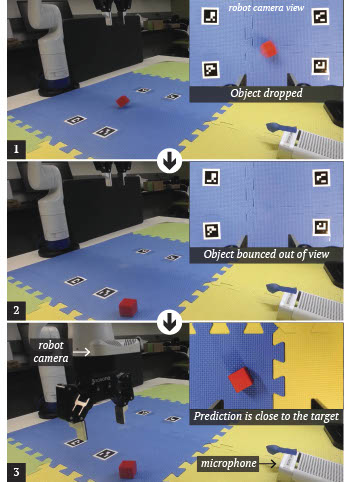 robot camera view
Object dropped
1
Object bounced out of view
2
robot
camera
Prediction is close to the target
microphone
3